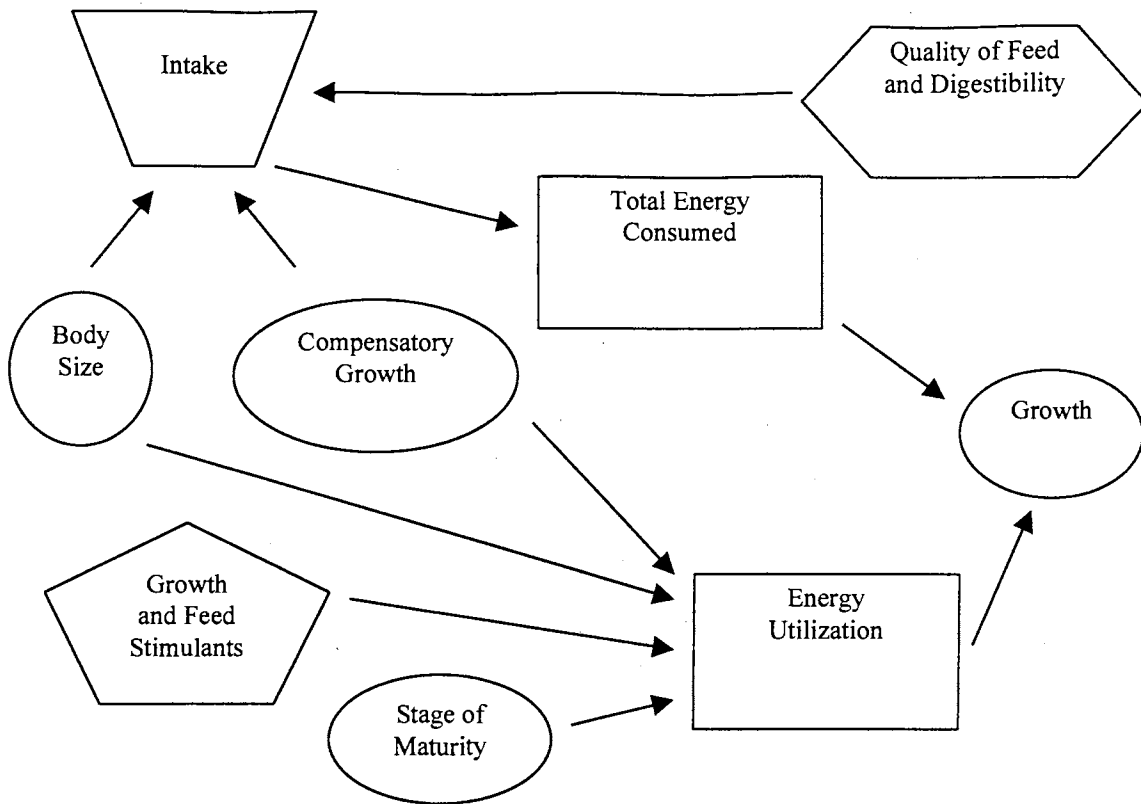 Intake
Quality of Feed
and Digestibility
Total Energy
Consumed
Body
Size
Compensatory
Growth
Growth
Growth
and Feed
Stimulants
Energy
Utilization
Stage of
Maturity